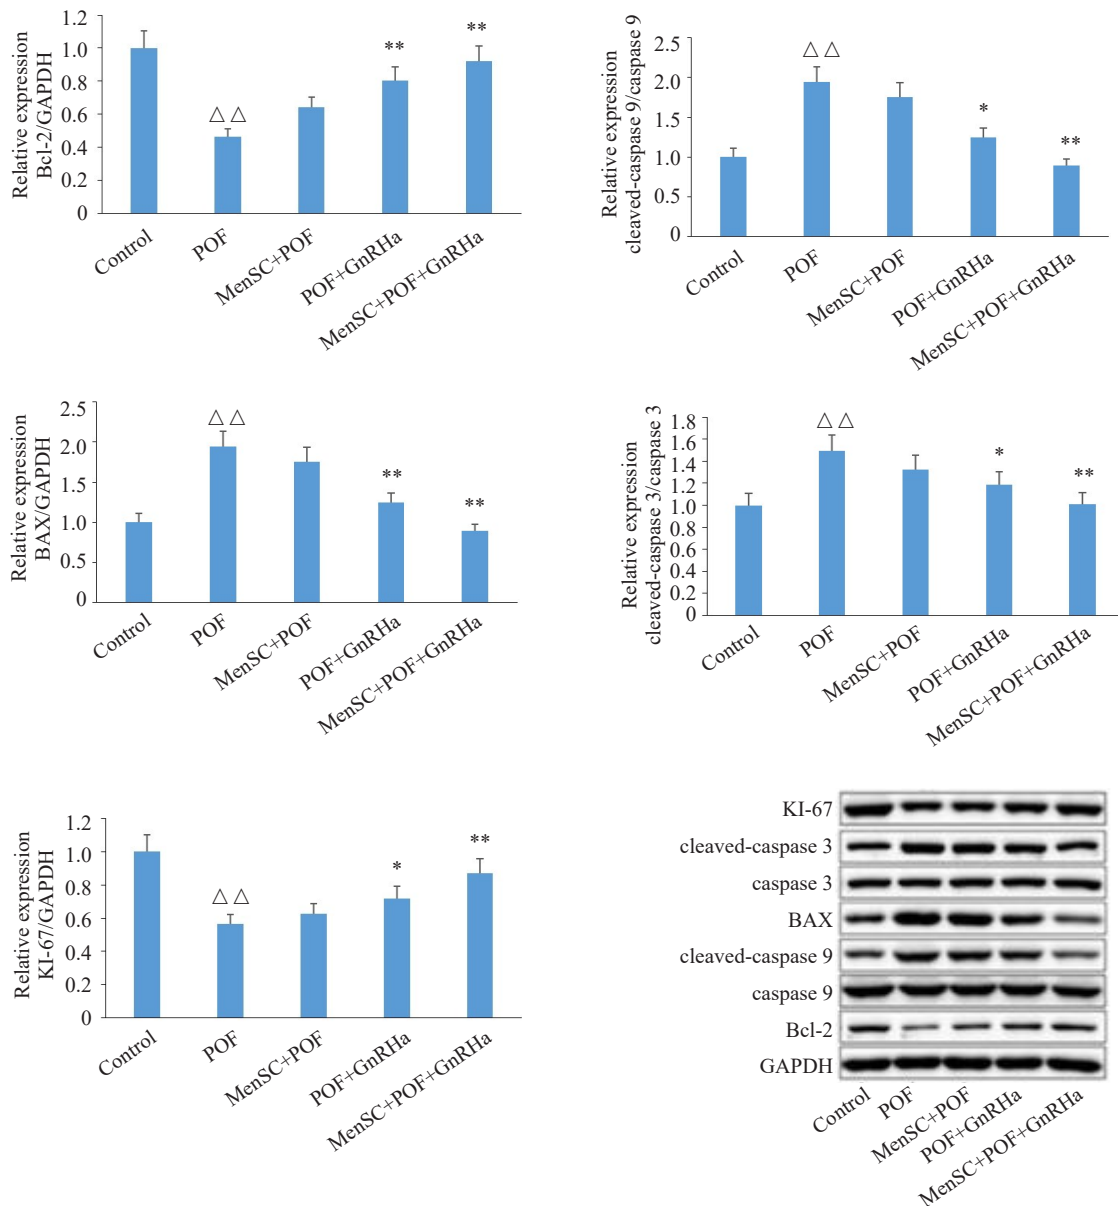 Relative expression
Bcl-2/GAPDH
1.2
1.0
0.8
0.6
0.4
0.2
0
△△
**
**
Control
POF
MenSC+POF
POF+GnRHa
MenSC+POF+GnRHa
Relative expression
cleaved-caspase 9/caspase 9
2.5
2.0
1.5
1.0
0.5
0
△△
*
**
Control
POF
MenSC+POF
POF+GnRHa
MenSC+POF+GnRHa
Relative expression
BAX/GAPDH
2.5
2.0
1.5
1.0
0.5
0
△△
**
**
Control
POF
MenSC+POF
POF+GnRHa
MenSC+POF+GnRHa
Relative expression
cleaved-caspase 3/caspase 3
1.8
1.6
1.4
1.2
1.0
0.8
0.6
0.4
0.2
0
△△
*
**
Control
POF
MenSC+POF
POF+GnRHa
MenSC+POF+GnRHa
Relative expression
KI-67/GAPDH
1.2
1.0
0.8
0.6
0.4
0.2
0
△△
*
**
Control
POF
MenSC+POF
POF+GnRHa
MenSC+POF+GnRHa
KI-67
cleaved-caspase 3
caspase 3
BAX
cleaved-caspase 9
caspase 9
Bcl-2
GAPDH
Control
POF
MenSC+POF
POF+GnRHa
MenSC+POF+GnRHa